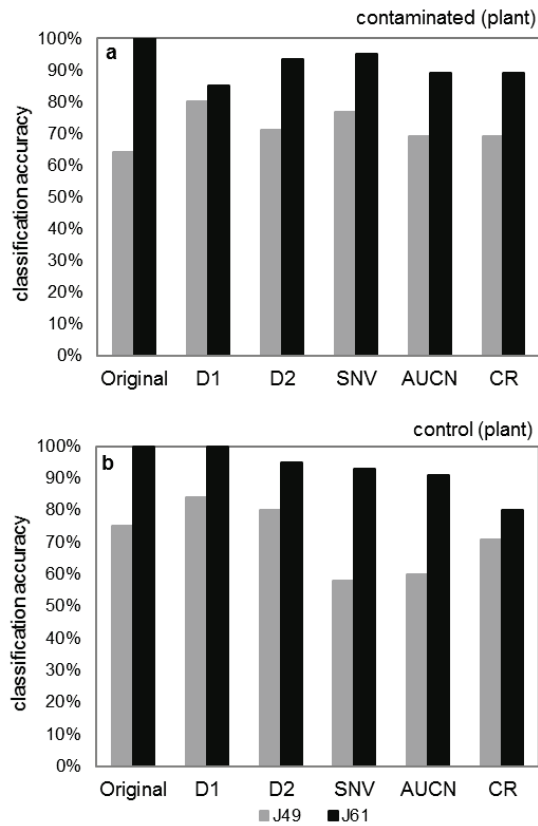 contaminated (plant)
a
classification accuracy
100%
90%
80%
70%
60%
50%
40%
30%
20%
10%
0%
Original D1 D2 SNV AUCN CR
control (plant)
b
classification accuracy
100%
90%
80%
70%
60%
50%
40%
30%
20%
10%
0%
Original D1 D2 SNV AUCN CR
J49 J61